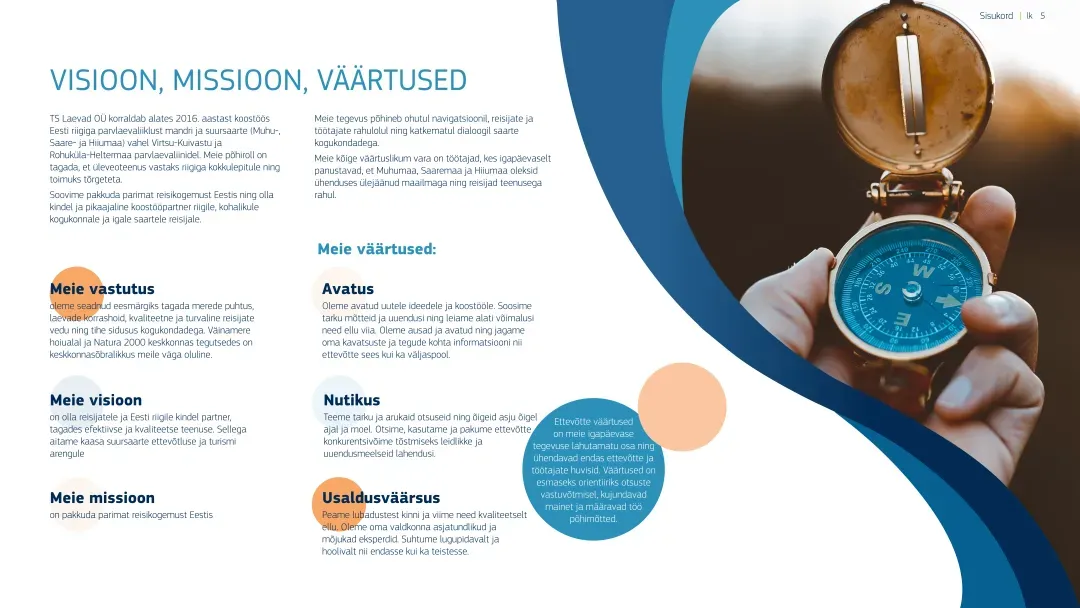 Sisukord | lk 5
VISIOON, MISSIOON, VÄÄRTUSED
TS Laevad OÜ korraldab alates 2016. aastast koostöös
Eesti riigiga parvlaevaliiklust mandri ja suursaarte (Muhu-,
Saare- ja Hiiumaa) vahel Virtsu-Kuivastu ja
Rohuküla-Heltermaa parvlaevaliinidel. Meie põhiroll on
tagada, et üleveoteenus vastaks riigiga kokkulepitule ning
toimuks tõrgeteta.
Soovime pakkuda parimat reisikogemust Eestis ning olla
kindel ja pikaajaline koostööpartner riigile, kohalikule
kogukonnale ja igale saartele reisijale.
Meie tegevus põhineb ohutul navigatsioonil, reisijate ja
töötajate rahulolul ning katkematul dialoogil saarte
kogukondadega.
Meie kõige väärtuslikum vara on töötajad, kes igapäevaselt
panustavad, et Muhumaa, Saaremaa ja Hiiumaa oleksid
ühenduses ülejäänud maailmaga ning reisijad teenusega
rahul.
Meie väärtused:
Meie vastutus
oleme seadnud eesmärgiks tagada merede puhtus,
laevade korrashoid, kvaliteetne ja turvaline reisijate
vedu ning tihe sidusus kogukondadega. Väinamere
hoiualal ja Natura 2000 keskkonnas tegutsedes on
keskkonnasõbralikkus meile väga oluline.
Meie visioon
on olla reisijatele ja Eesti riigile kindel partner,
tagades efektiivse ja kvaliteetse teenuse. Sellega
aitame kaasa suursaarte ettevõtluse ja turismi
arengule
Meie missioon
on pakkuda parimat reisikogemust Eestis
Avatus
Oleme avatud uutele ideedele ja koostööle. Soosime
tarku mõtteid ja uuendusi ning leiame alati võimalusi
need ellu viia. Oleme ausad ja avatud ning jagame
oma kavatsuste ja tegude kohta informatsiooni nii
ettevõtte sees kui ka väljaspool.
Nutikus
Teeme tarku ja arukaid otsuseid ning õigeid asju õigel
ajal ja moel. Otsime, kasutame ja pakume ettevõtte
konkurentsivõime tõstmiseks leidlikke ja
uuendusmeelseid lahendusi.
Usaldusväärsus
Peame lubadustest kinni ja viime need kvaliteetselt
ellu. Oleme oma valdkonna asjatundlikud ja
mõjukad eksperdid. Suhtume lugupidavalt ja
hoolivalt nii endasse kui ka teistesse.
Ettevõtte väärtused
on meie igapäevase
tegevuse lahutamatu osa ning
ühendavad endas ettevõtte ja
töötajate huvisid. Väärtused on
esmaseks orientiiriks otsuste
vastuvõtmisel, kujundavad
mainet ja määravad töö
põhimõtted.
W
S
E